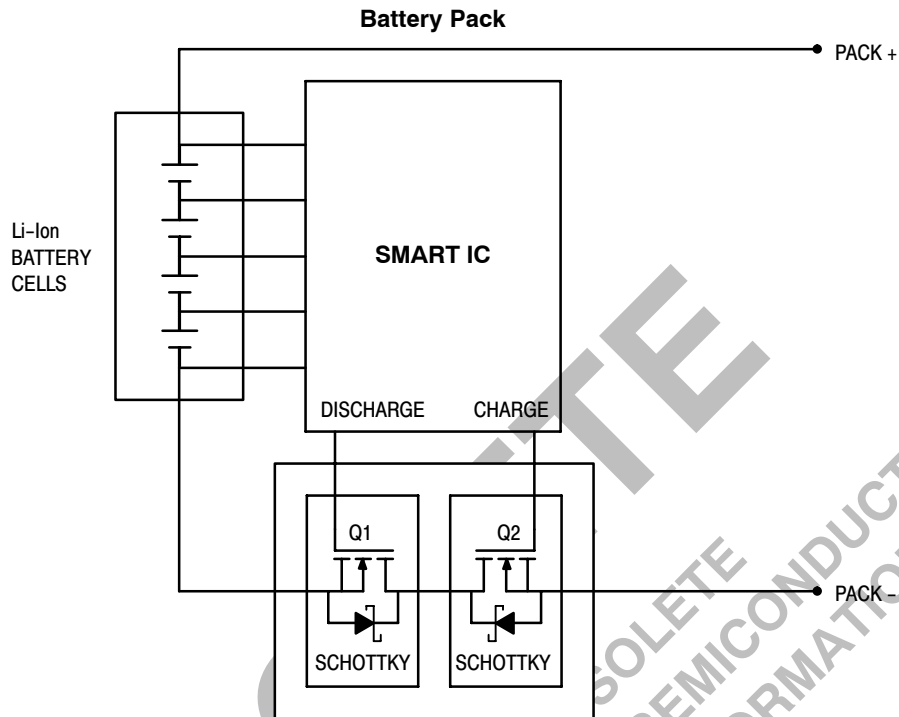 Battery Pack
PACK +
Li–Ion
BATTERY
CELLS
SMART IC
DISCHARGE CHARGE
Q1
Q2
PACK –
SCHOTTKY
SCHOTTKY